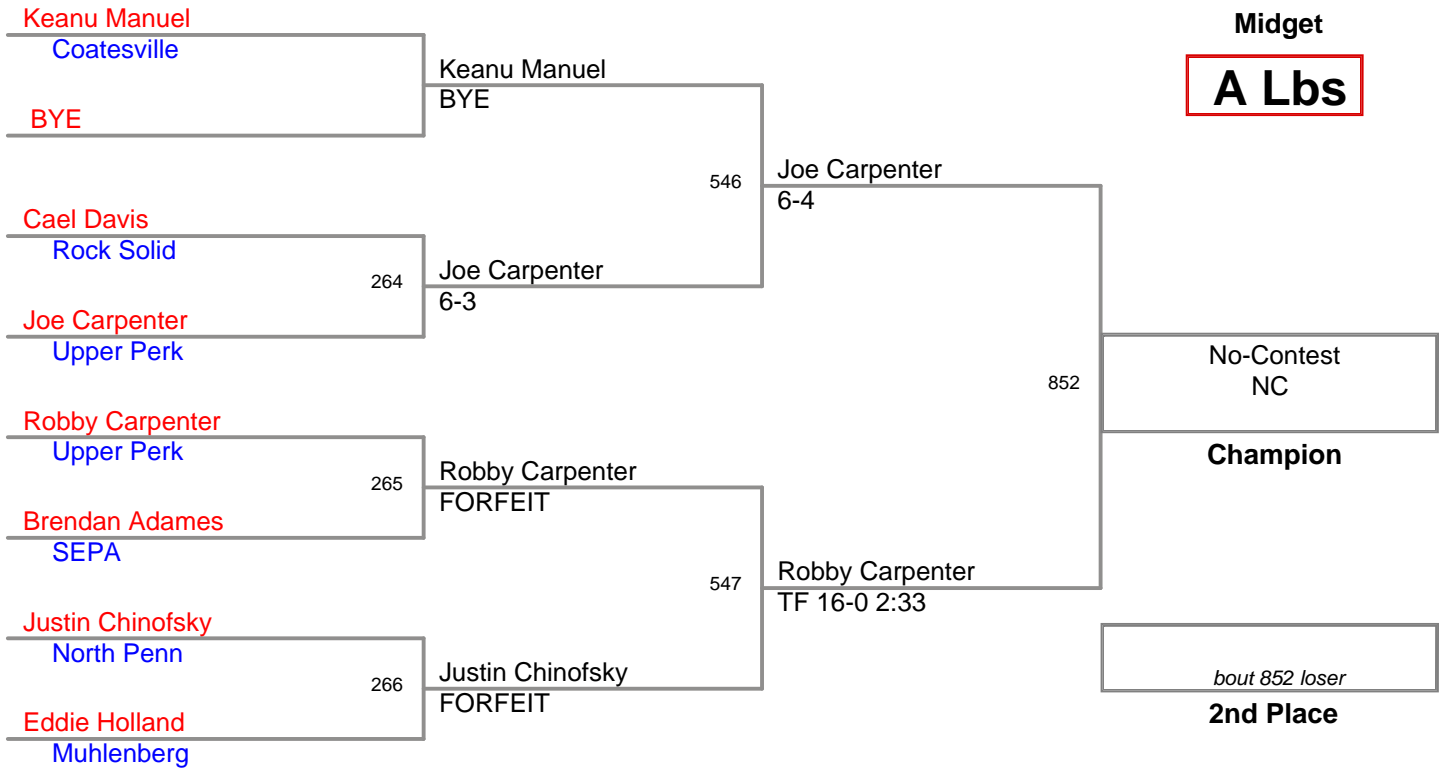 Keanu Manuel
Coatesville
BYE
Cael Davis
Rock Solid
Joe Carpenter
Upper Perk
Robby Carpenter
Upper Perk
Brendan Adames
SEPA
Justin Chinofsky
North Penn
Eddie Holland
Muhlenberg
Keanu Manuel
BYE
264
Joe Carpenter
6-3
265
Robby Carpenter
FORFEIT
266
Justin Chinofsky
FORFEIT
546
Joe Carpenter
6-4
547
Robby Carpenter
TF 16-0 2:33
Midget
A Lbs
852
No-Contest
NC
Champion
bout 852 loser
2nd Place